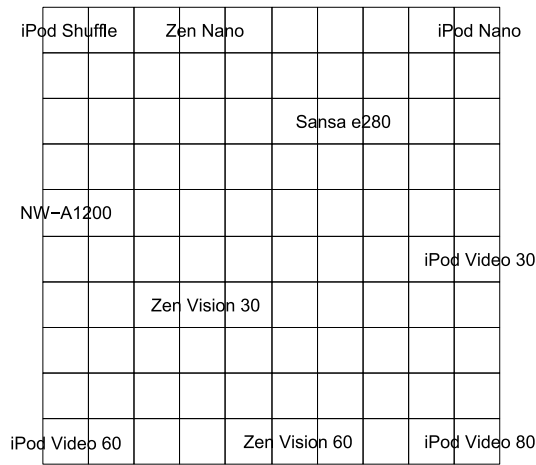 iPod Shuffle Zen Nano iPod Nano
Sansa e280
NW−A1200
iPod Video 30
Zen Vision 30
iPod Video 60 Zen Vision 60 iPod Video 80